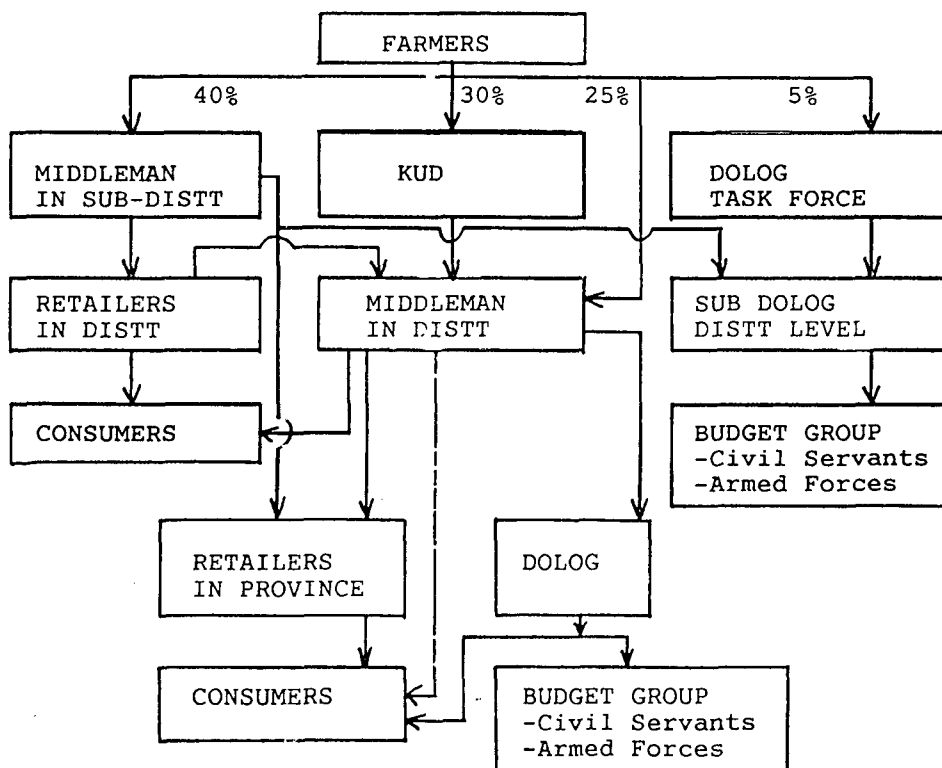 FARMERS
40%
30%
25%
5%
MIDDLEMAN
IN SUB-DISTT
KUD
DOLOG
TASK FORCE
RETAILERS
IN DISTT
MIDDLEMAN
IN DISTT
SUB DOLOG
DISTT LEVEL
CONSUMERS
BUDGET GROUP
-Civil Servants
-Armed Forces
RETAILERS
IN PROVINCE
DOLOG
CONSUMERS
BUDGET GROUP
-Civil Servants
-Armed Forces